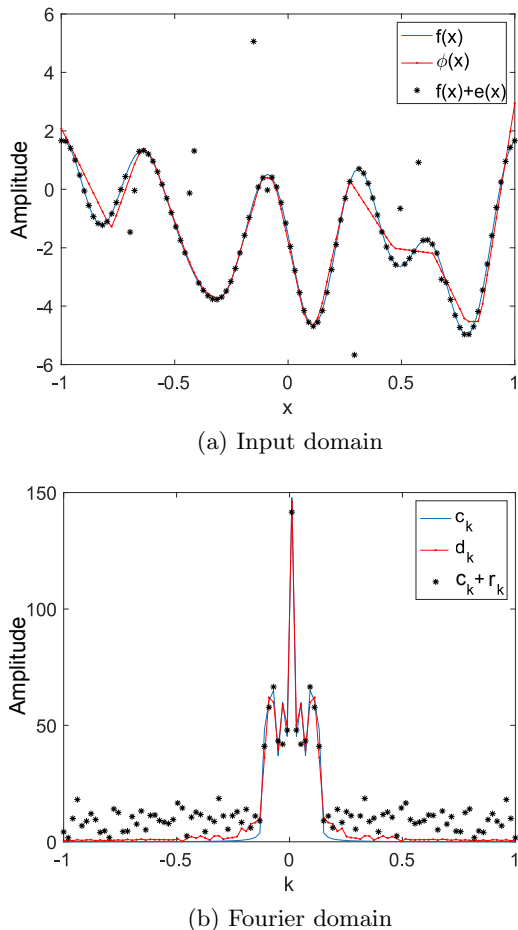 6
4
2
0
-2
-4
-6
Amplitude
f(x)
ϕ(x)
f(x)+e(x)
-1
-0.5
0
0.5
1
x
(a) Input domain
150
100
50
0
Amplitude
c_k
d_k
c_k+r_k
-1
-0.5
0
0.5
1
k
(b) Fourier domain